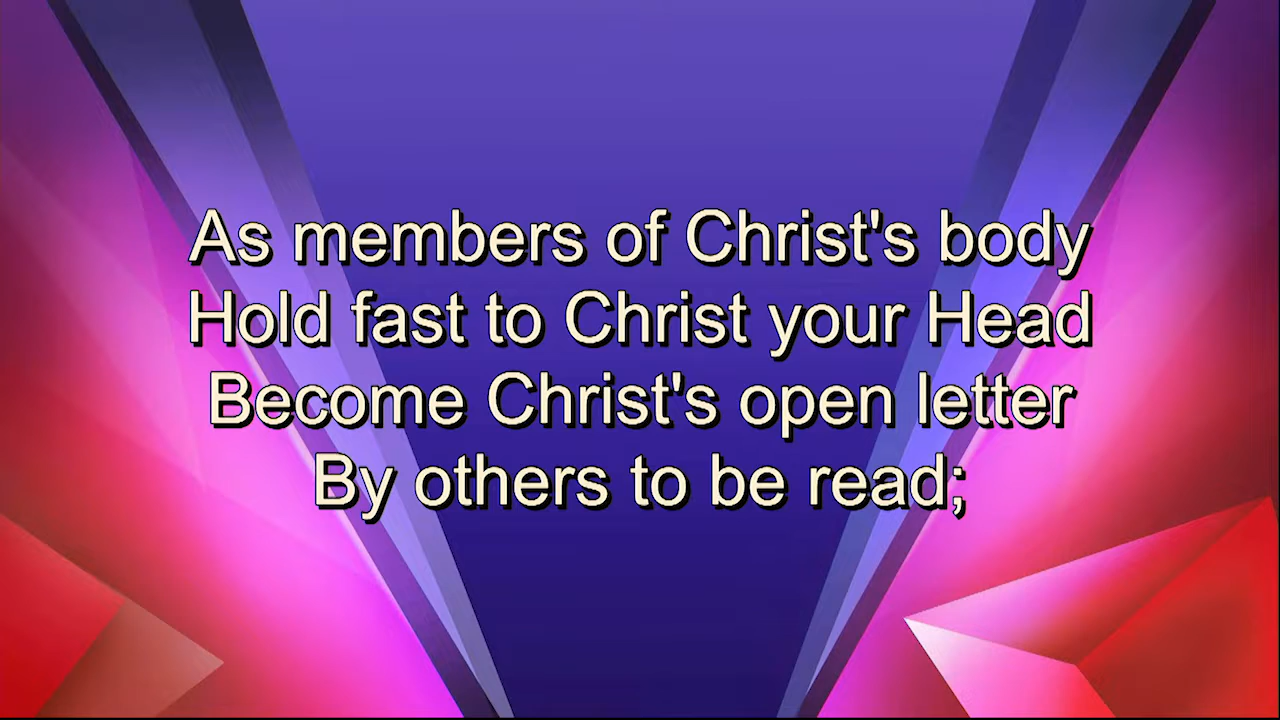 As members of Christ's body
Hold fast to Christ your Head
Become Christ's open letter
By others to be read;